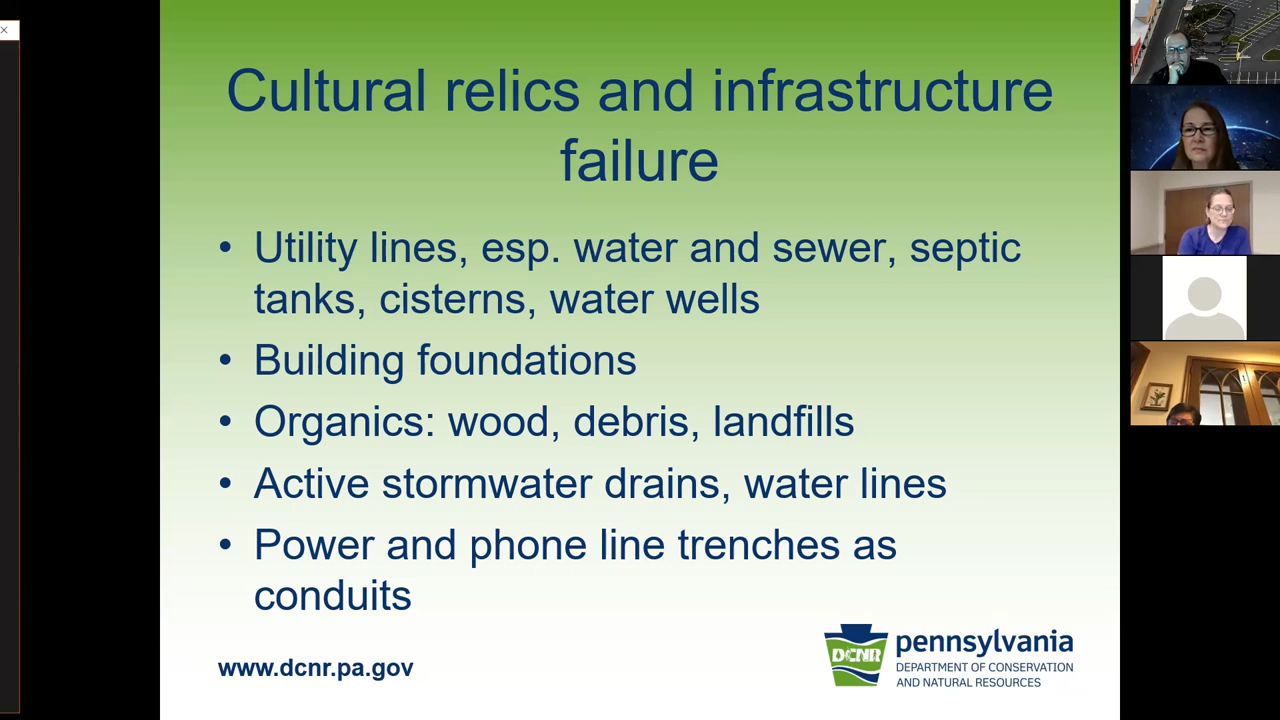 Cultural relics and infrastructure
failure
• Utility lines, esp. water and sewer, septic
tanks, cisterns, water wells
• Building foundations
• Organics: wood, debris, landfills
• Active stormwater drains, water lines
• Power and phone line trenches as
conduits
www.dcnr.pa.gov
DCNR
pennsylvania
DEPARTMENT OF CONSERVATION
AND NATURAL RESOURCES